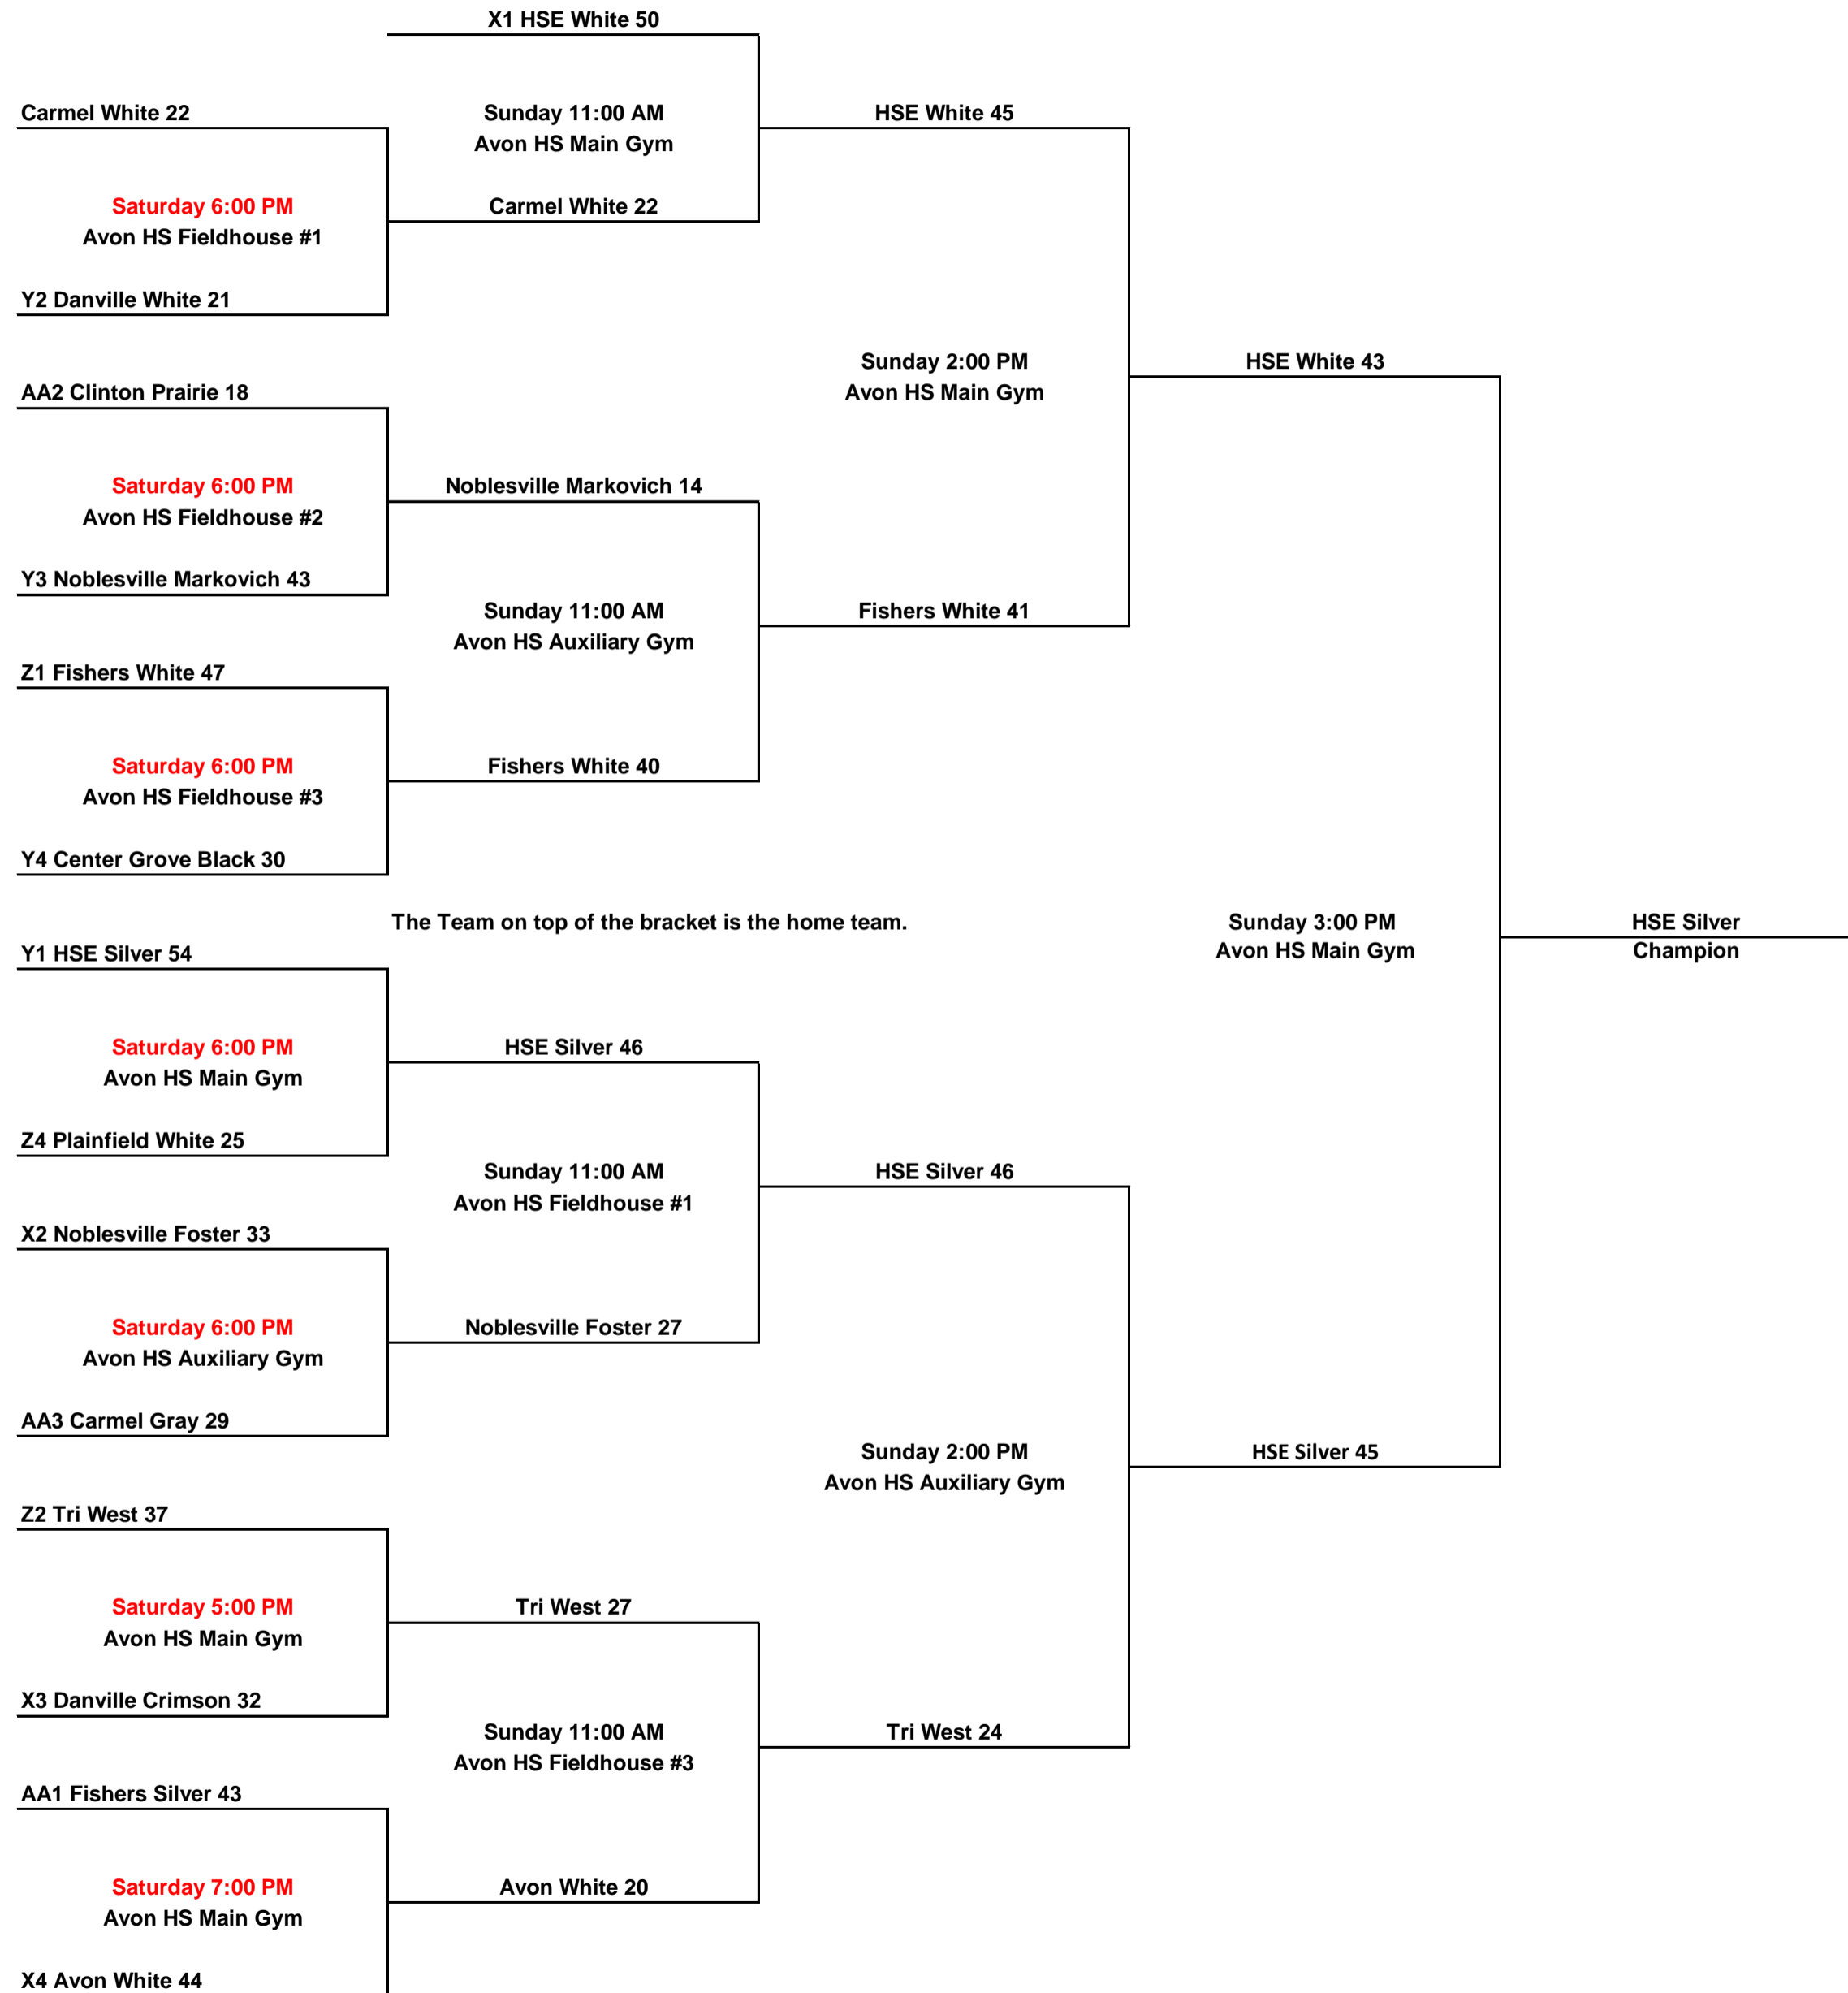 X1 HSE White 50
Carmel White 22
Sunday 11:00 AM
HSE White 45
Avon HS Main Gym
Saturday 6:00 PM
Carmel White 22
Avon HS Fieldhouse #1
Y2 Danville White 21
Sunday 2:00 PM
HSE White 43
AA2 Clinton Prairie 18
Avon HS Main Gym
Saturday 6:00 PM
Noblesville Markovich 14
Avon HS Fieldhouse #2
Y3 Noblesville Markovich 43
Sunday 11:00 AM
Fishers White 41
Avon HS Auxiliary Gym
Z1 Fishers White 47
Saturday 6:00 PM
Fishers White 40
Avon HS Fieldhouse #3
Y4 Center Grove Black 30
The Team on top of the bracket is the home team.
Sunday 3:00 PM
HSE Silver
Y1 HSE Silver 54
Avon HS Main Gym
Champion
Saturday 6:00 PM
HSE Silver 46
Avon HS Main Gym
Z4 Plainfield White 25
Sunday 11:00 AM
HSE Silver 46
Avon HS Fieldhouse #1
X2 Noblesville Foster 33
Saturday 6:00 PM
Noblesville Foster 27
Avon HS Auxiliary Gym
AA3 Carmel Gray 29
Sunday 2:00 PM
HSE Silver 45
Avon HS Auxiliary Gym
Z2 Tri West 37
Saturday 5:00 PM
Tri West 27
Avon HS Main Gym
X3 Danville Crimson 32
Sunday 11:00 AM
Tri West 24
Avon HS Fieldhouse #3
AA1 Fishers Silver 43
Saturday 7:00 PM
Avon White 20
Avon HS Main Gym
X4 Avon White 44